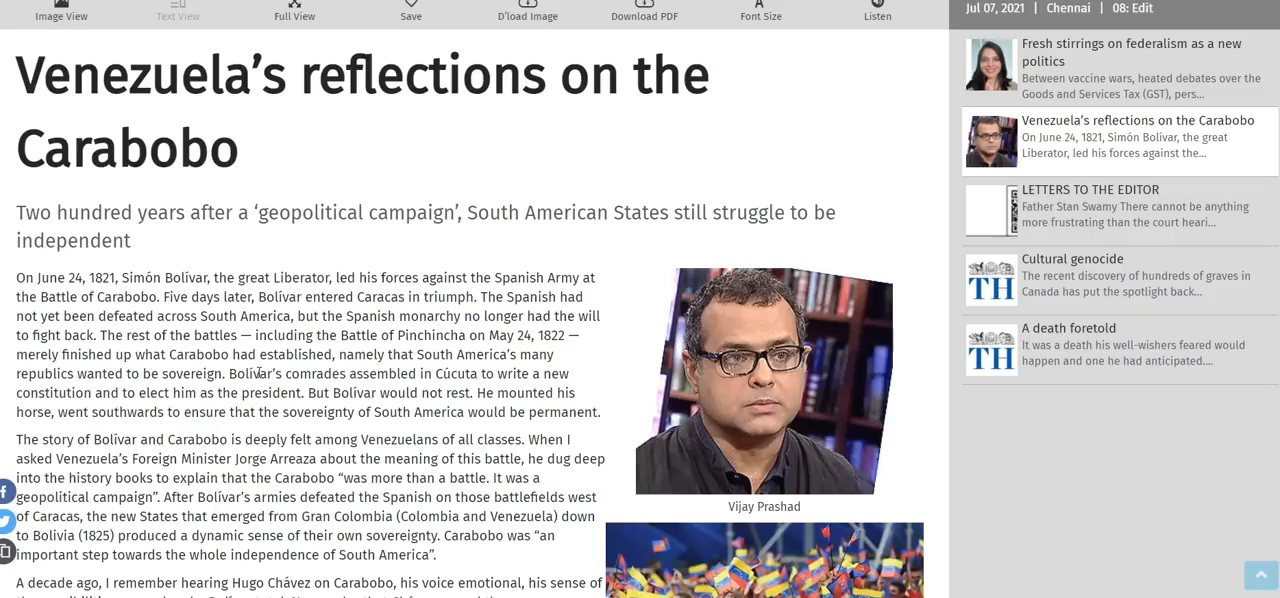 Image View
Text View
Full View
Save
D'load Image
Download PDF
Font Size
Listen
Jul 07, 2021 | Chennai | 08: Edit
Venezuela's reflections on the
Carabobo
Two hundred years after a 'geopolitical campaign', South American States still struggle to be
independent
On June 24, 1821, Simón Bolívar, the great Liberator, led his forces against the Spanish Army at
the Battle of Carabobo. Five days later, Bolívar entered Caracas in triumph. The Spanish had
not yet been defeated across South America, but the Spanish monarchy no longer had the will
to fight back. The rest of the battles — including the Battle of Pinchincha on May 24, 1822 —
merely finished up what Carabobo had established, namely that South America's many
republics wanted to be sovereign. Bolívar's comrades assembled in Cúcuta to write a new
constitution and to elect him as the president. But Bolívar would not rest. He mounted his
horse, went southwards to ensure that the sovereignty of South America would be permanent.
The story of Bolívar and Carabobo is deeply felt among Venezuelans of all classes. When I
asked Venezuela's Foreign Minister Jorge Arreaza about the meaning of this battle, he dug deep
into the history books to explain that the Carabobo “was more than a battle. It was a
geopolitical campaign”. After Bolívar's armies defeated the Spanish on those battlefields west
of Caracas, the new States that emerged from Gran Colombia (Colombia and Venezuela) down
to Bolivia (1825) produced a dynamic sense of their own sovereignty. Carabobo was “an
important step towards the whole independence of South America”.
A decade ago, I remember hearing Hugo Chávez on Carabobo, his voice emotional, his sense of
Vijay Prashad
Fresh stirrings on federalism as a new
politics
Between vaccine wars, heated debates over the
Goods and Services Tax (GST), pers...
Venezuela's reflections on the Carabobo
On June 24, 1821, Simón Bolívar, the great
Liberator, led his forces against the...
LETTERS TO THE EDITOR
Father Stan Swamy There cannot be anything
more frustrating than the court heari...
Cultural genocide
The recent discovery of hundreds of graves in
Canada has put the spotlight back...
TH
A death foretold
It was a death his well-wishers feared would
happen and one he had anticipated....
TH